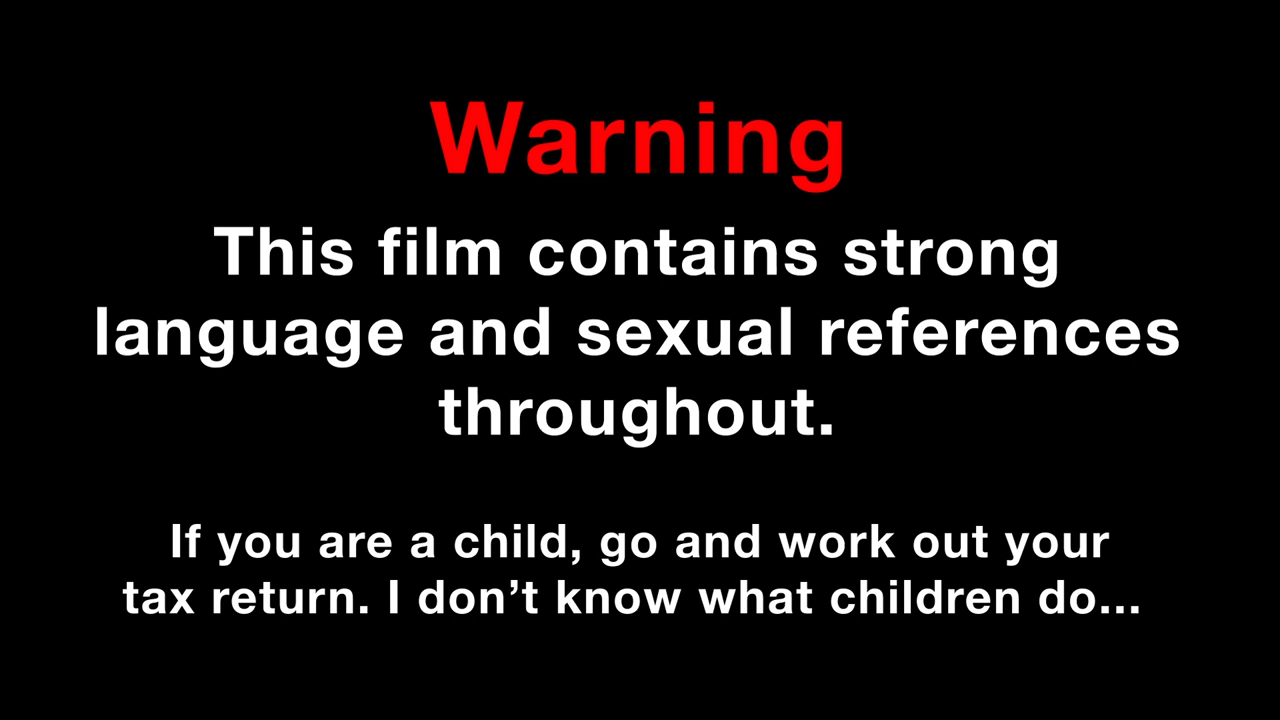 Warning
This film contains strong
language and sexual references
throughout.
If you are a child, go and work out your
tax return. I don’t know what children do...